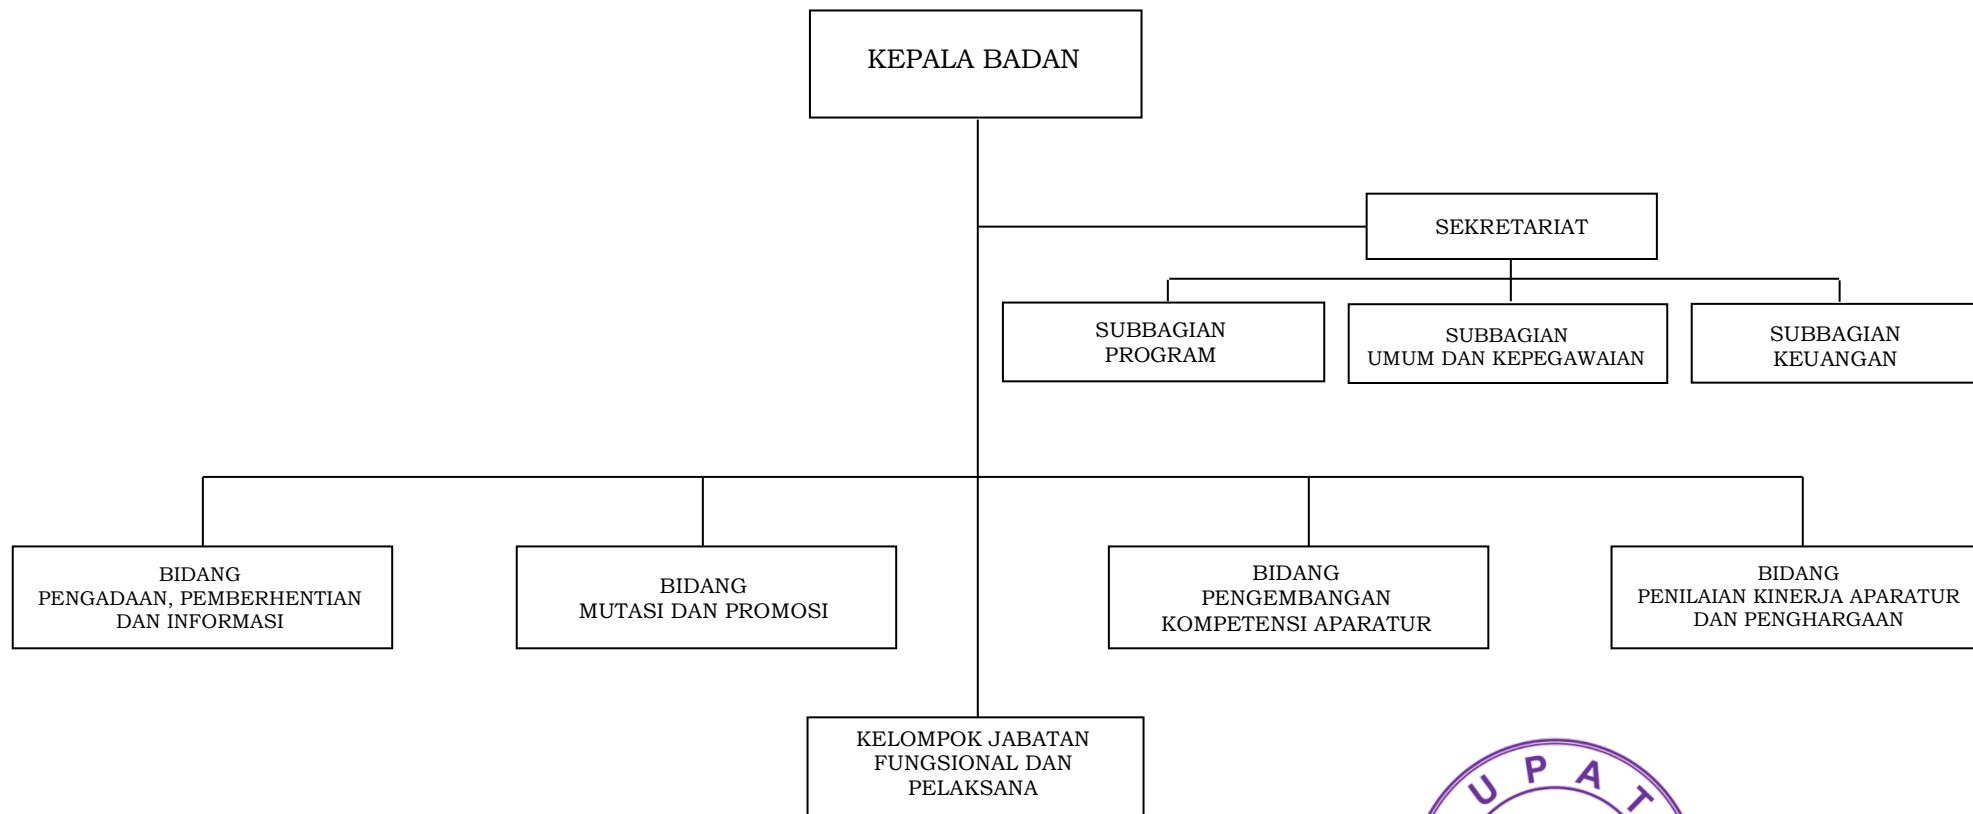 KEPALA BADAN
SEKRETARIAT
SUBBAGIAN
PROGRAM
SUBBAGIAN
UMUM DAN KEPEGAWAIAN
SUBBAGIAN
KEUANGAN
BIDANG
PENGADAAN, PEMBERHENTIAN
DAN INFORMASI
BIDANG
MUTASI DAN PROMOSI
BIDANG
PENGEMBANGAN
KOMPETENSI APARATUR
BIDANG
PENILAIAN KINERJA APARATUR
DAN PENGHARGAAN
KELOMPOK JABATAN
FUNGSIONAL DAN
PELAKSANA
UPAT